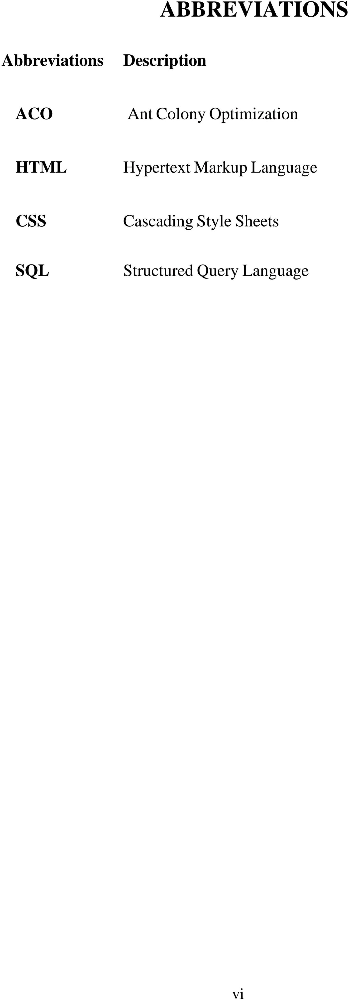 ABBREVIATIONS
Abbreviations Description
ACO Ant Colony Optimization
HTML Hypertext Markup Language
CSS Cascading Style Sheets
SQL Structured Query Language
vi